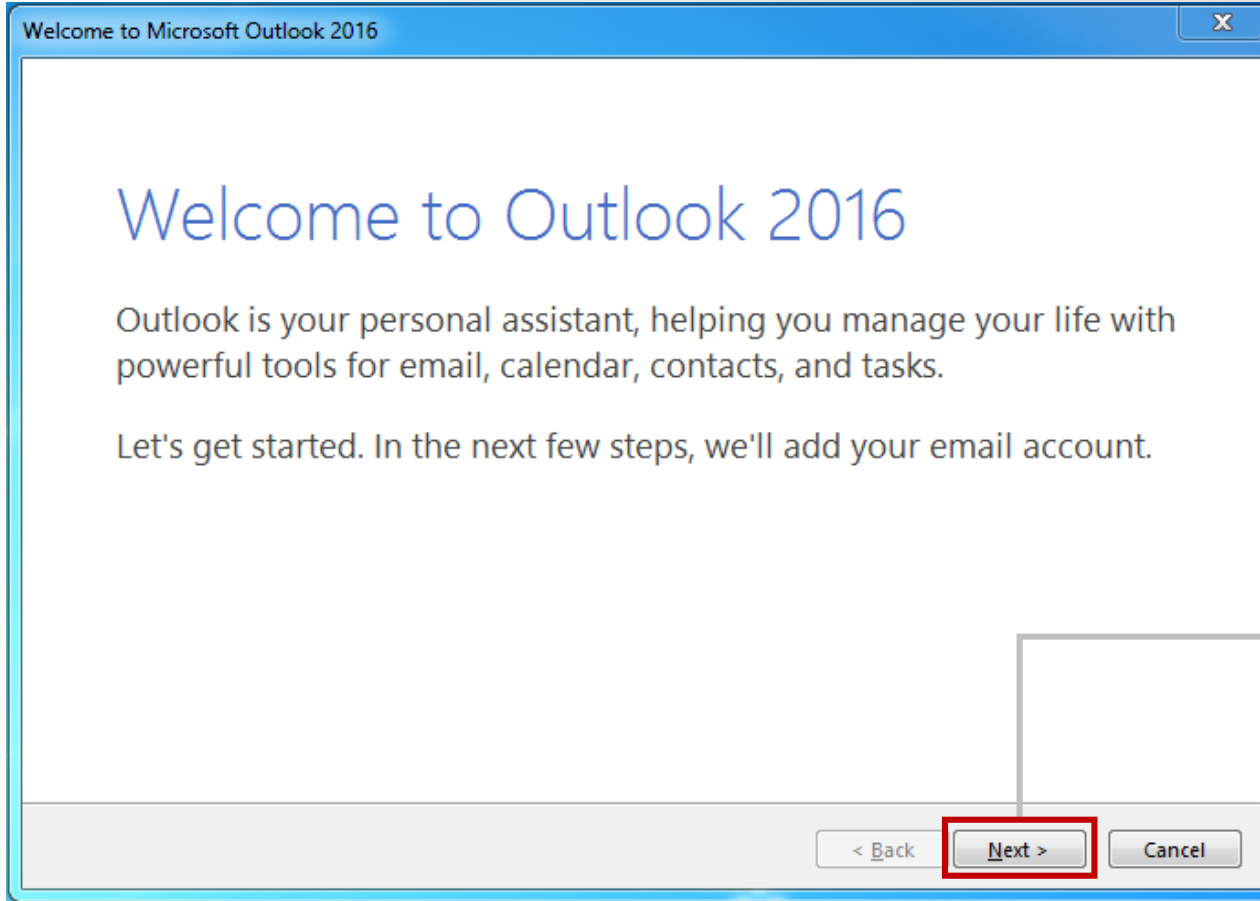 Welcome to Microsoft Outlook 2016
Welcome to Outlook 2016
Outlook is your personal assistant, helping you manage your life with
powerful tools for email, calendar, contacts, and tasks.
Let's get started. In the next few steps, we'll add your email account.
< Back Next > Cancel